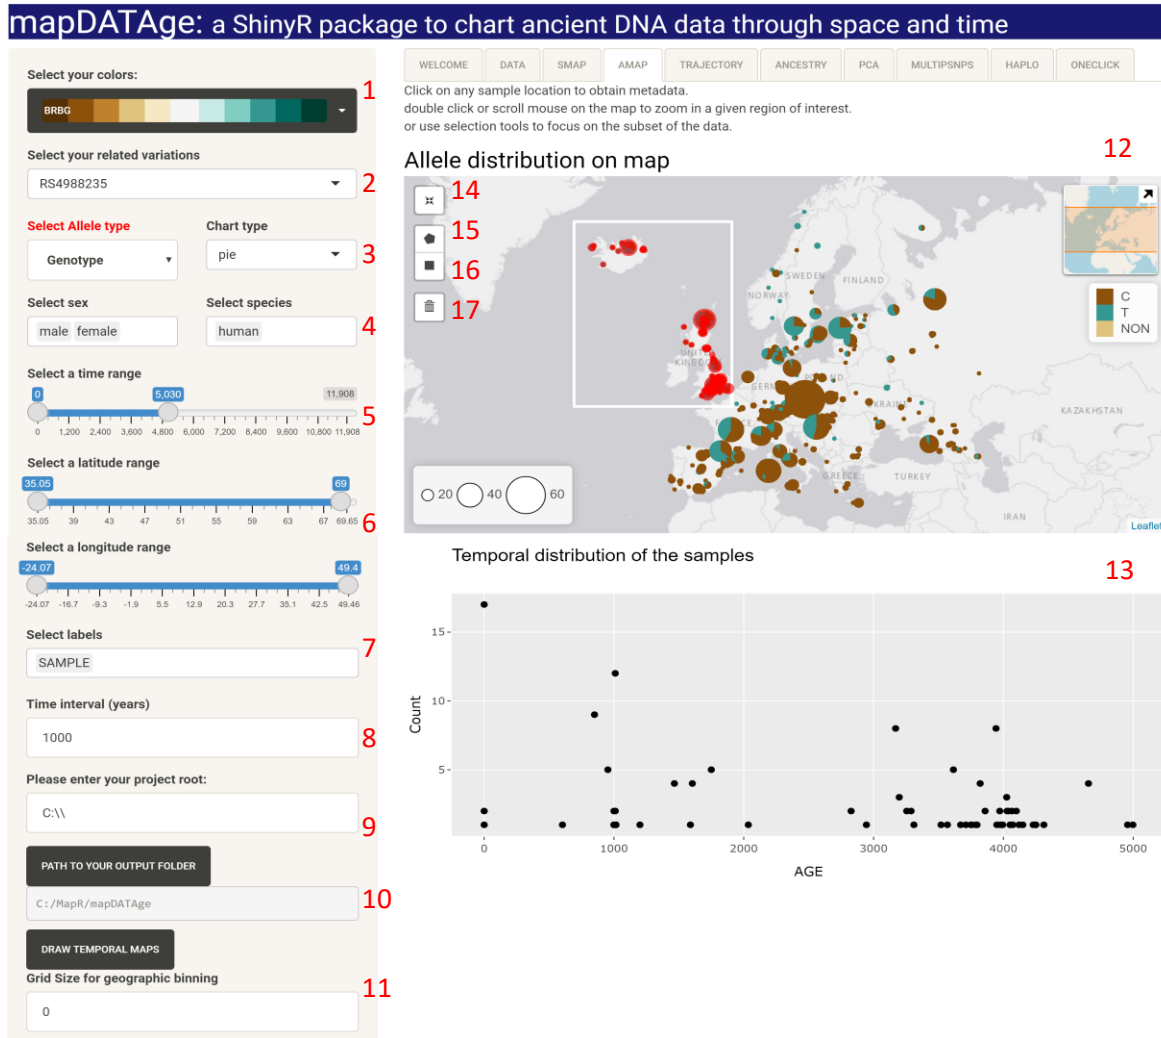 mapDATAge: a ShinyR package to chart ancient DNA data through space and time
Select your colors:
1
BRBG
Select your related variations
RS4988235
2
Select Allele type
Chart type
Genotype
pie
3
Select sex
Select species
male female
human
4
Select a time range
0
5,030
11,908
0 1,200 2,400 3,600 4,800 6,000 7,200 8,400 9,600 10,800 11,908
5
Select a latitude range
35.05
69
35.05 39 43 47 51 55 59 63 67 69.65
6
Select a longitude range
-24.07
49.4
-24.07 -16.7 -9.3 -1.9 5.5 12.9 20.3 27.7 35.1 42.5 49.46
Select labels
SAMPLE
7
Time interval (years)
1000
8
Please enter your project root:
C:\\
9
PATH TO YOUR OUTPUT FOLDER
C:/MapR/mapDATAge
10
DRAW TEMPORAL MAPS
Grid Size for geographic binning
11
0
WELCOME DATA SMAP AMAP TRAJECTORY ANCESTRY PCA MULTIPSNPS HAPLO ONECLICK
Click on any sample location to obtain metadata.
double click or scroll mouse on the map to zoom in a given region of interest.
or use selection tools to focus on the subset of the data.
12
Allele distribution on map
14
15
16
17
SWEDEN
FINLAND
NORWAY
UNITED
KINGDOM
POLAND
UKRAINE
KAZAKHSTAN
GREECE
TURKEY
IRAN
C
T
NON
20 40 60
Leaflet
Temporal distribution of the samples
13
15
10
5
Count
0 1000 2000 3000 4000 5000
AGE